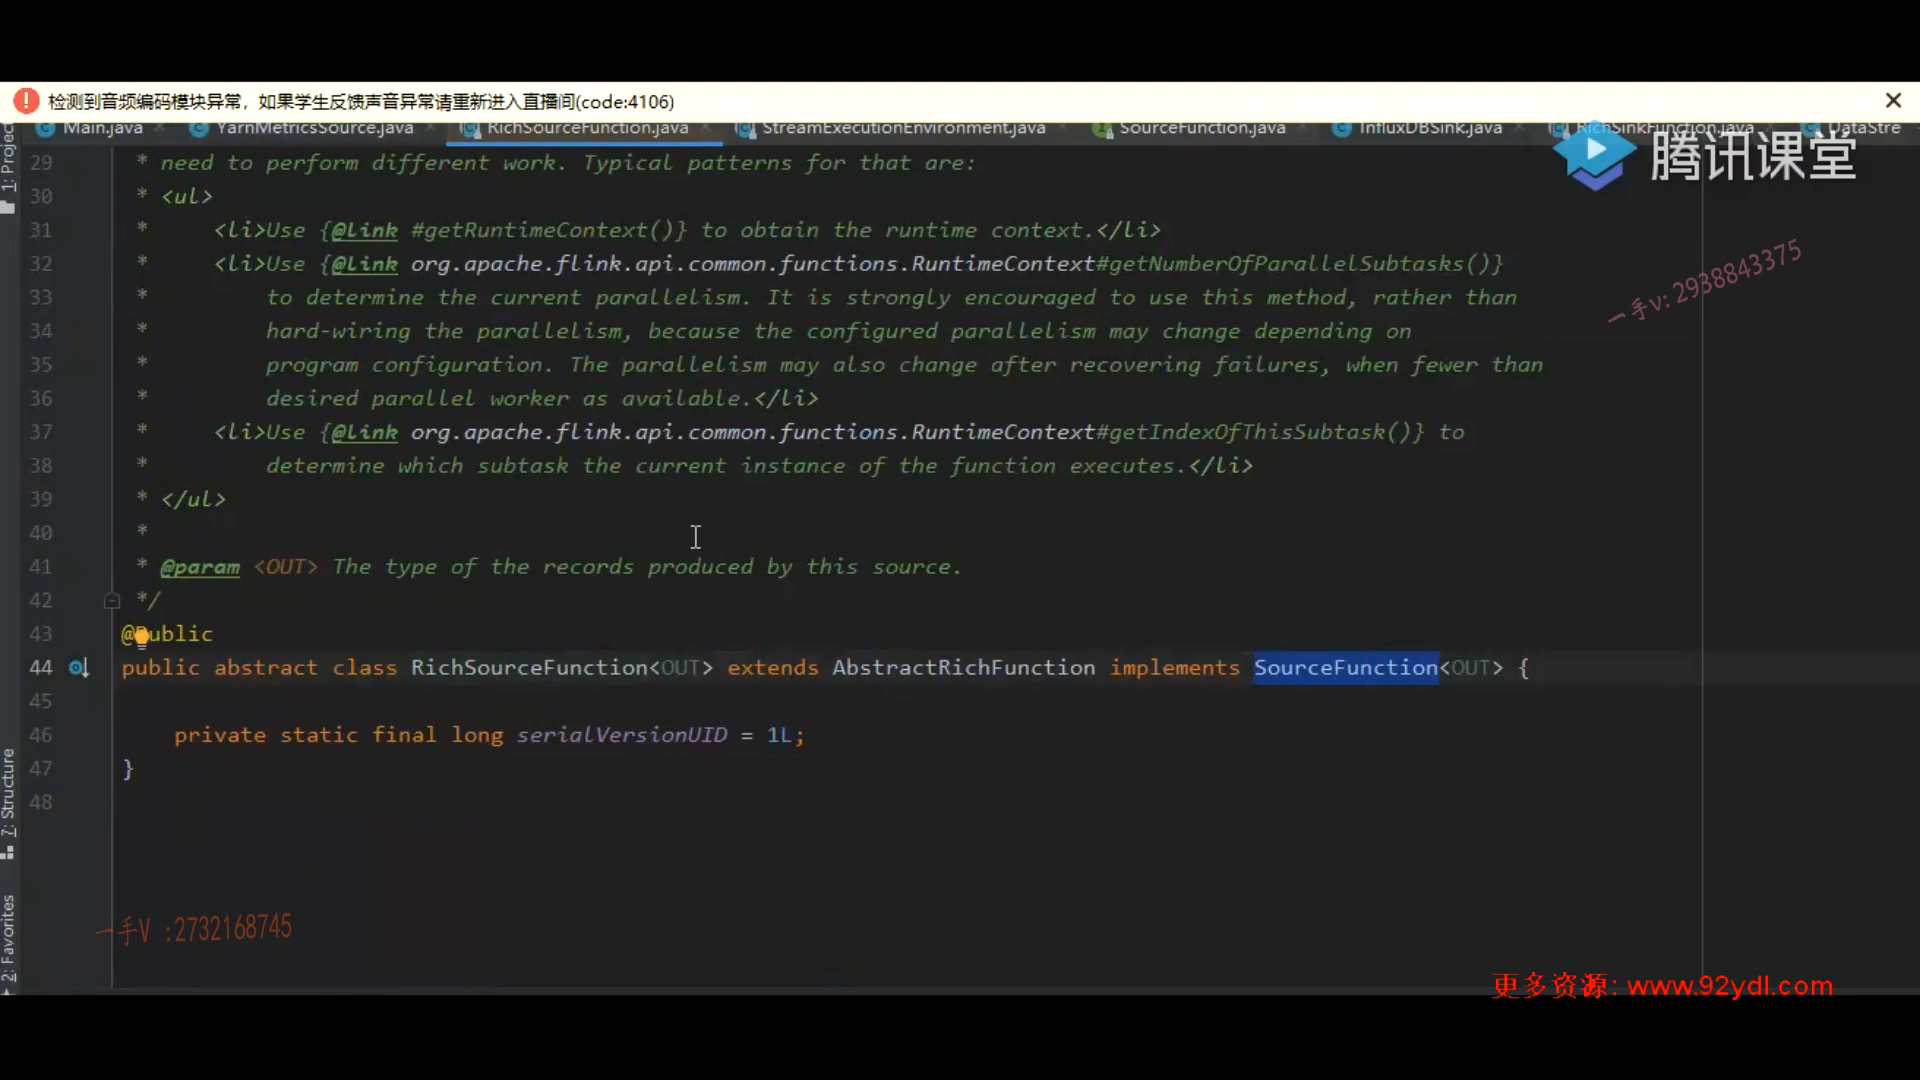 检测到音频编码模块异常，如果学生反馈声音异常请重新进入直播间(code:4106)
Main.java YarnMetricsSource.java RichSourceFunction.java StreamExecutionEnvironment.java SourceFunction.java InfluxDBSink.java RichSinkFunction.java DataStre
腾讯课堂
1: Project
29 * need to perform different work. Typical patterns for that are:
30 * <ul>
31 * <li>Use {@link #getRuntimeContext()} to obtain the runtime context.</li>
32 * <li>Use {@link org.apache.flink.api.common.functions.RuntimeContext#getNumberOfParallelSubtasks()}
33 * to determine the current parallelism. It is strongly encouraged to use this method, rather than
34 * hard-wiring the parallelism, because the configured parallelism may change depending on
35 * program configuration. The parallelism may also change after recovering failures, when fewer than
36 * desired parallel worker as available.</li>
37 * <li>Use {@link org.apache.flink.api.common.functions.RuntimeContext#getIndexOfThisSubtask()} to
38 * determine which subtask the current instance of the function executes.</li>
39 * </ul>
40 *
41 * @param <OUT> The type of the records produced by this source.
42 */
43 @Public
44 public abstract class RichSourceFunction<OUT> extends AbstractRichFunction implements SourceFunction<OUT> {
45
46 private static final long serialVersionUID = 1L;
47 }
48
一手v:2938843375
7: Structure
2: Favorites
一手V :2732168745
更多资源: www.92ydl.com